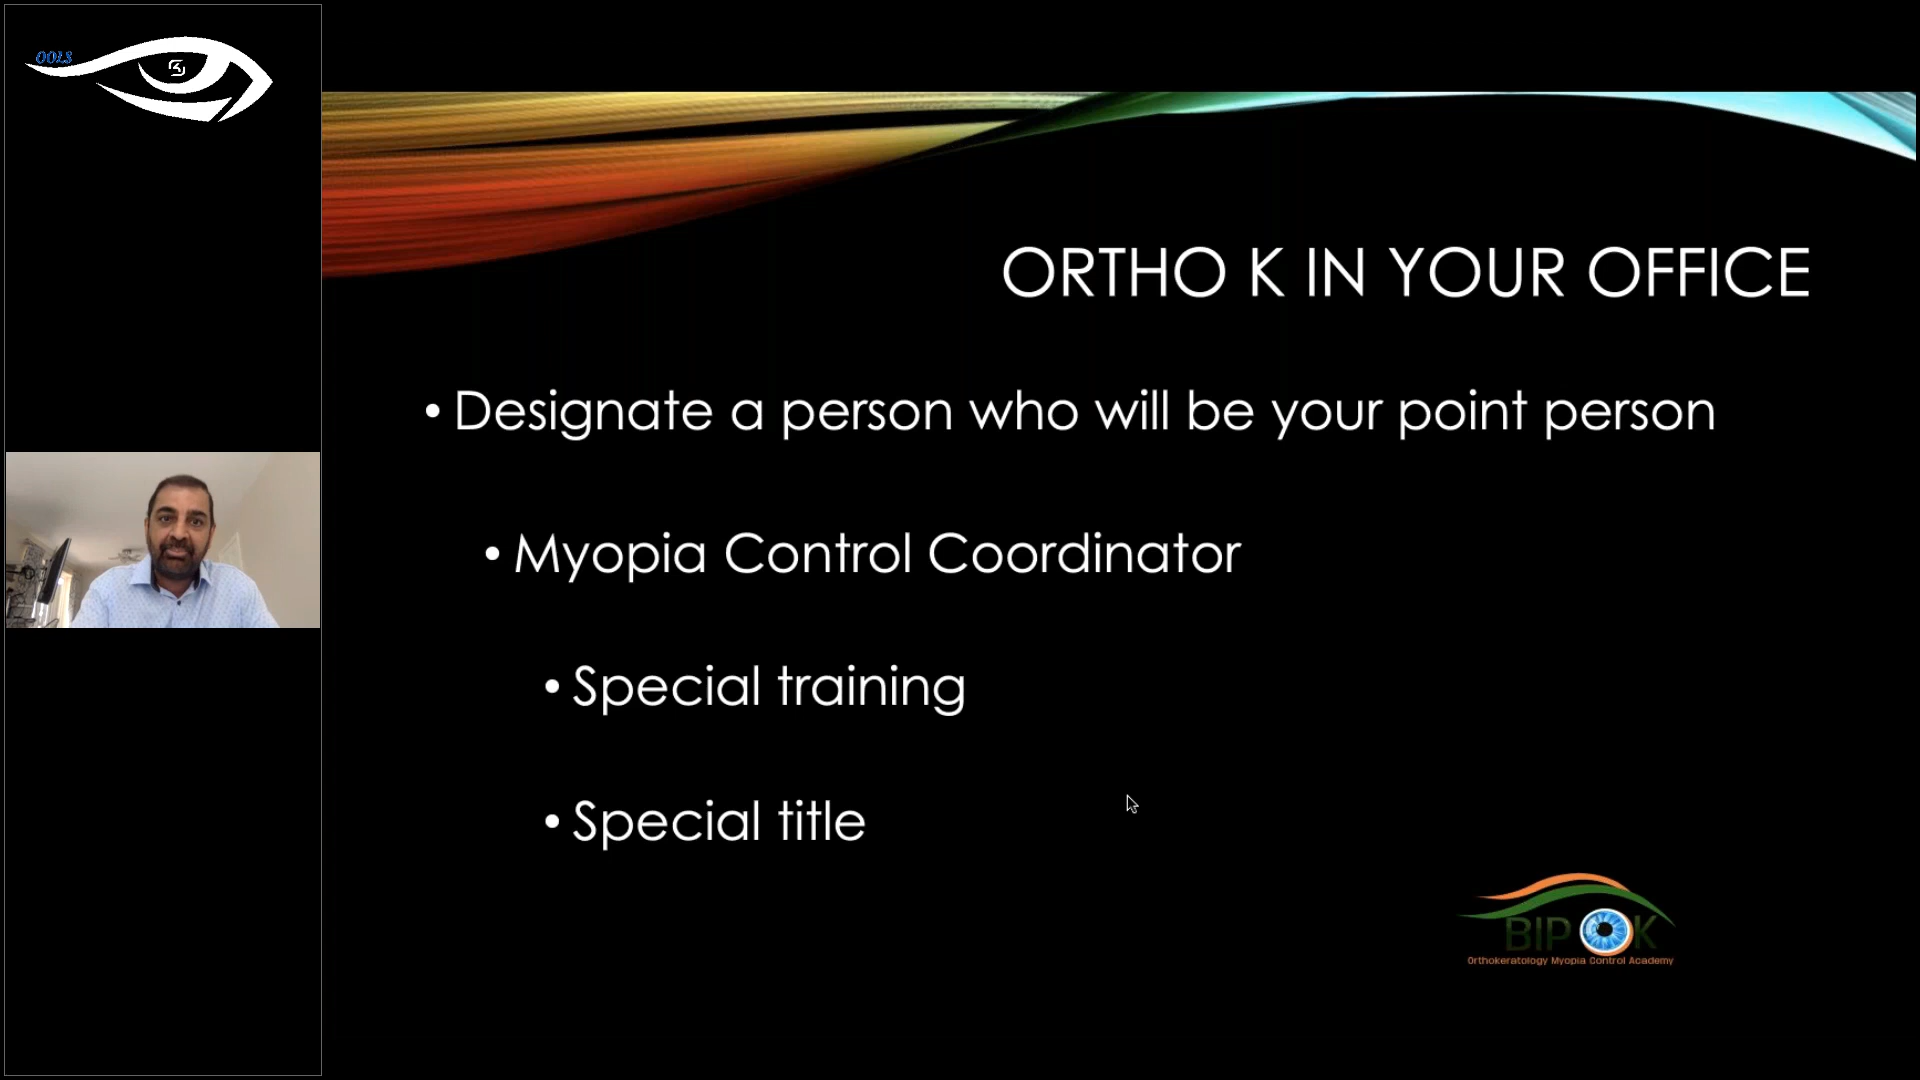 OOLS
ORTHO K IN YOUR OFFICE
• Designate a person who will be your point person
• Myopia Control Coordinator
• Special training
• Special title
BIPOK
Orthokeratology Myopia Control Academy